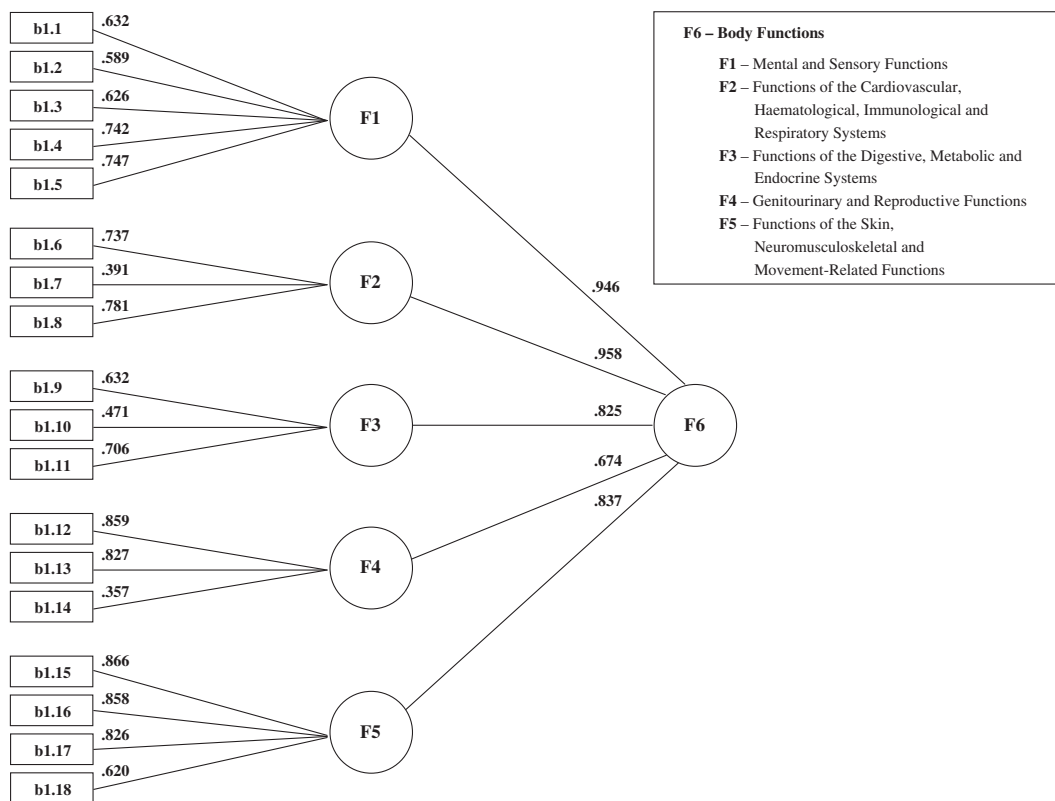 b1.1
.632
b1.2
.589
b1.3
.626
b1.4
.742
b1.5
.747
F1
b1.6
.737
b1.7
.391
b1.8
.781
F2
b1.9
.632
b1.10
.471
b1.11
.706
F3
b1.12
.859
b1.13
.827
b1.14
.357
F4
b1.15
.866
b1.16
.858
b1.17
.826
b1.18
.620
F5
.946
.958
.825
.674
.837
F6
F6 – Body Functions
F1 – Mental and Sensory Functions
F2 – Functions of the Cardiovascular,
Haematological, Immunological and
Respiratory Systems
F3 – Functions of the Digestive, Metabolic and
Endocrine Systems
F4 – Genitourinary and Reproductive Functions
F5 – Functions of the Skin,
Neuromusculoskeletal and
Movement-Related Functions